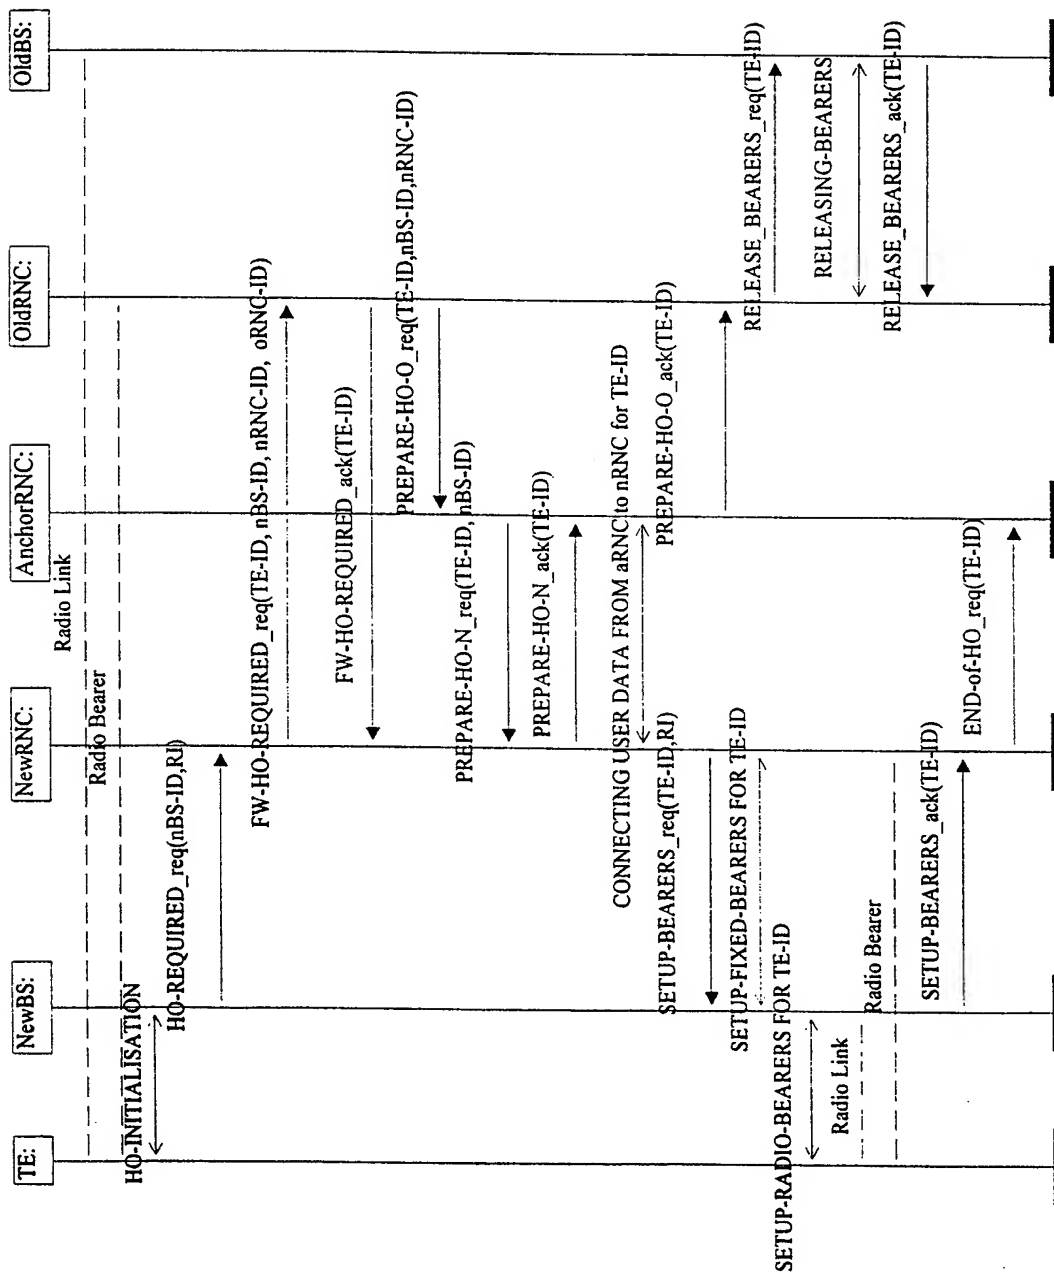 TE:
NewBS:
NewRNC:
AnchorRNC:
OldRNC:
OldBS:
Radio Link
Radio Bearer
HO-INITIALISATION
HO-REQUIRED_req(nBS-ID,RI)
FW-HO-REQUIRED_req(TE-ID, nBS-ID, nRNC-ID, oRNC-ID)
FW-HO-REQUIRED_ack(TE-ID)
PREPARE-HO-O_req(TE-ID,nBS-ID,nRNC-ID)
PREPARE-HO-N_req(TE-ID, nBS-ID)
PREPARE-HO-N_ack(TE-ID)
CONNECTING USER DATA FROM aRNC to nRNC for TE-ID
SETUP-BEARERS_req(TE-ID,RI)
PREPARE-HO-O_ack(TE-ID)
SETUP-FIXED-BEARERS FOR TE-ID
RELEASE_BEARERS_req(TE-ID)
SETUP-RADIO-BEARERS FOR TE-ID
RELEASING-BEARERS
Radio Link
Radio Bearer
RELEASE_BEARERS_ack(TE-ID)
SETUP-BEARERS_ack(TE-ID)
END-of-HO_req(TE-ID)